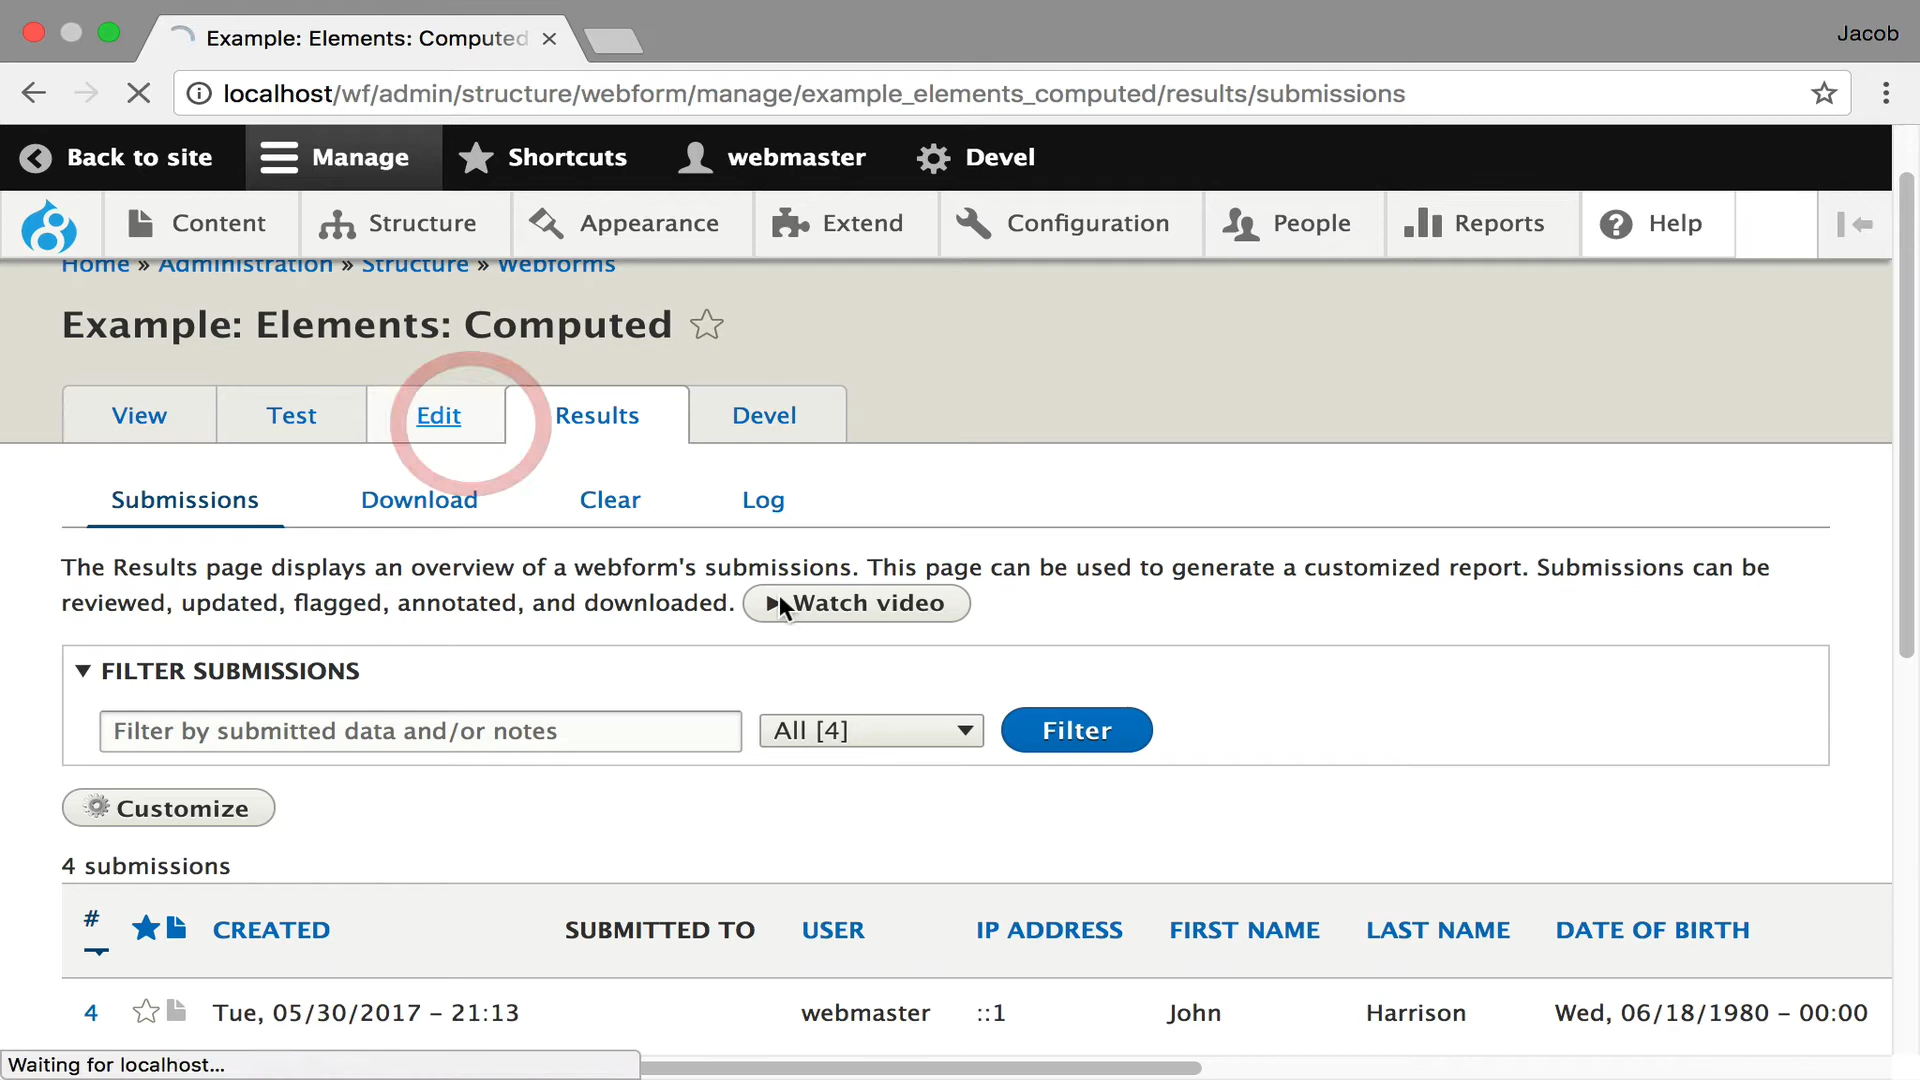 Example: Elements: Computed
Jacob
localhost/wf/admin/structure/webform/manage/example_elements_computed/results/submissions
Back to site Manage Shortcuts webmaster Devel
Content Structure Appearance Extend Configuration People Reports Help
Home » Administration » Structure » Webforms
Example: Elements: Computed
View Test Edit Results Devel
Submissions Download Clear Log
The Results page displays an overview of a webform's submissions. This page can be used to generate a customized report. Submissions can be
reviewed, updated, flagged, annotated, and downloaded. Watch video
FILTER SUBMISSIONS
Filter by submitted data and/or notes All [4] Filter
Customize
4 submissions
# CREATED SUBMITTED TO USER IP ADDRESS FIRST NAME LAST NAME DATE OF BIRTH
4 Tue, 05/30/2017 - 21:13 webmaster ::1 John Harrison Wed, 06/18/1980 - 00:00
Waiting for localhost...